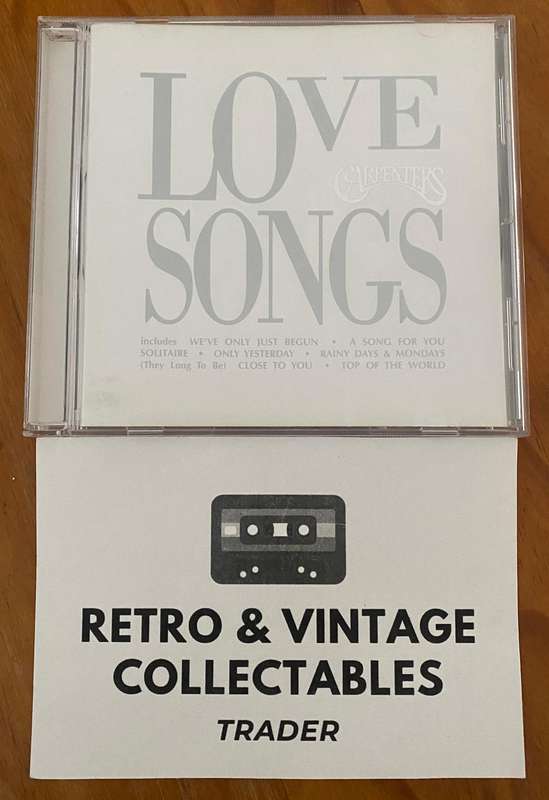 LOVE
CARPENTERS
SONGS
includes WE'VE ONLY JUST BEGUN • A SONG FOR YOU
SOLITAIRE • ONLY YESTERDAY • RAINY DAYS & MONDAYS
(They Long To Be) CLOSE TO YOU • TOP OF THE WORLD
RETRO & VINTAGE
COLLECTABLES
TRADER